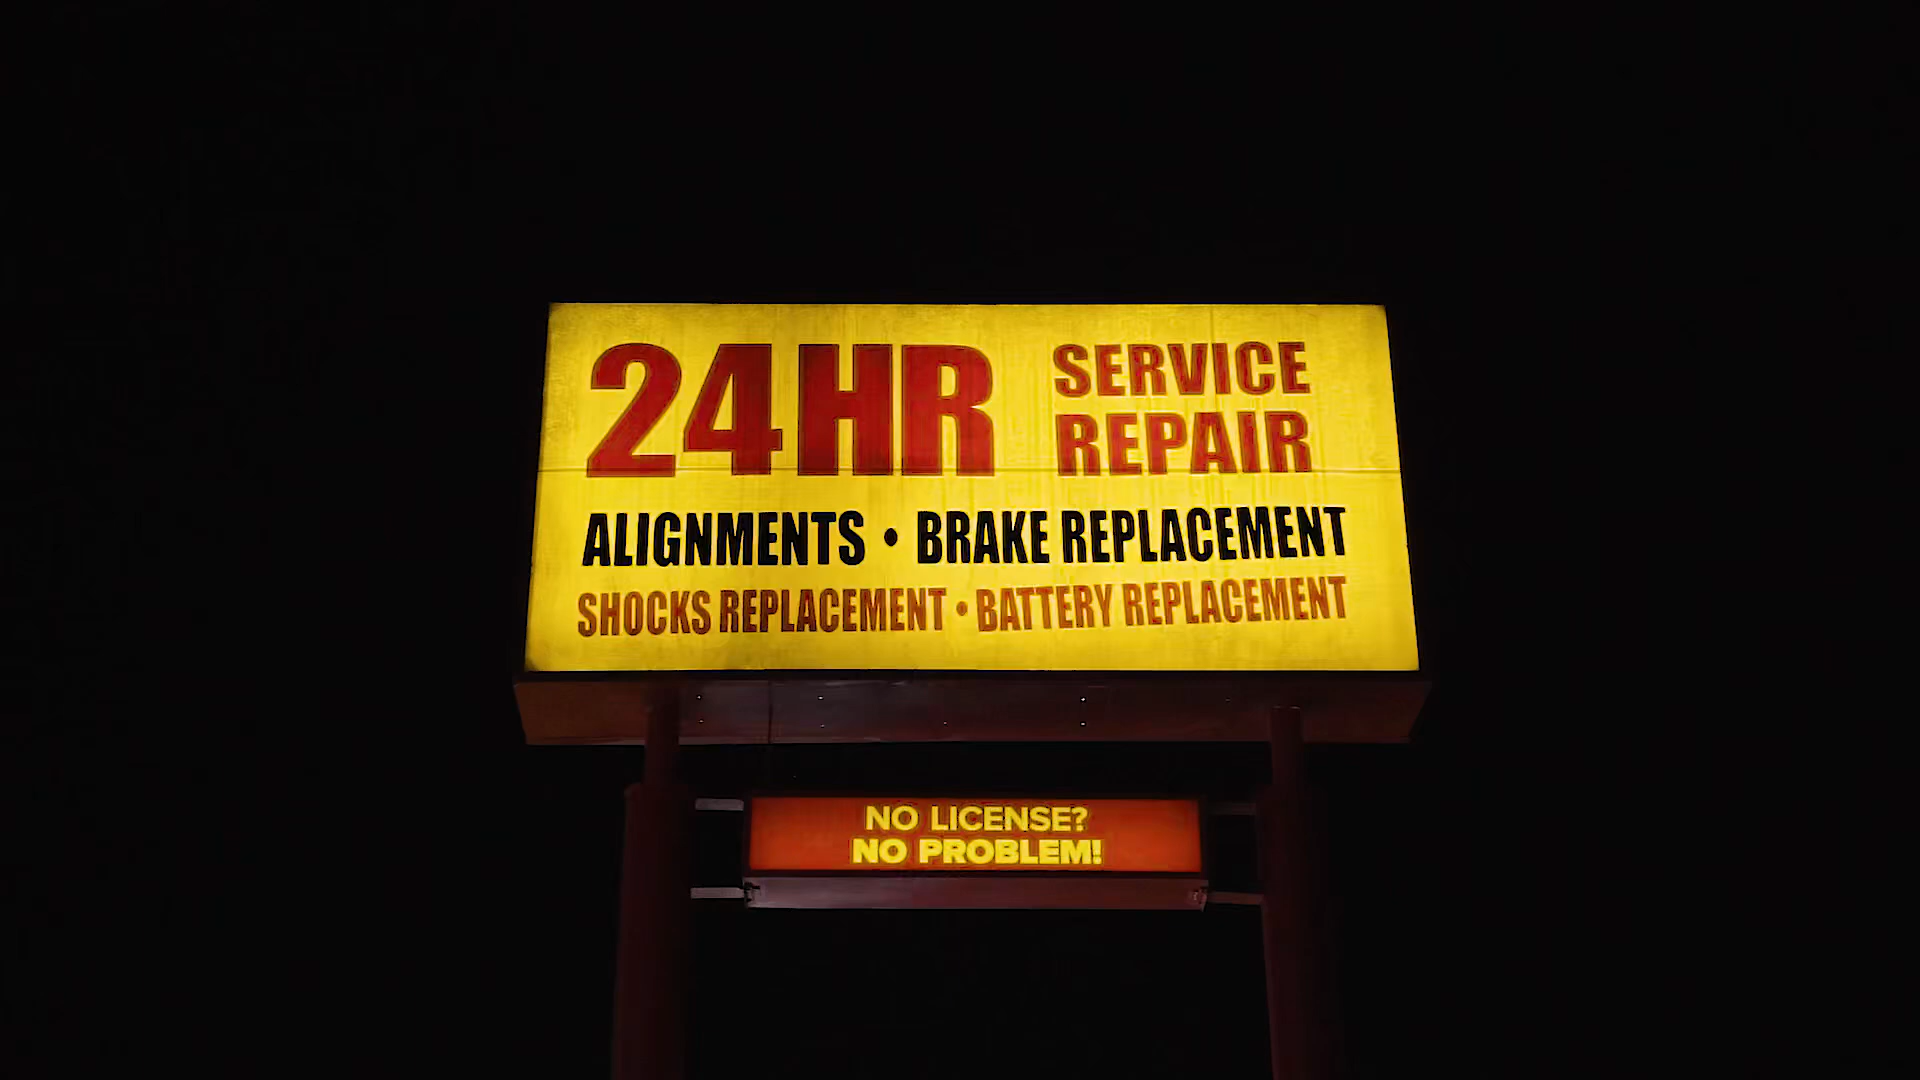 24HR SERVICE REPAIR
ALIGNMENTS • BRAKE REPLACEMENT
SHOCKS REPLACEMENT • BATTERY REPLACEMENT
NO LICENSE?
NO PROBLEM!